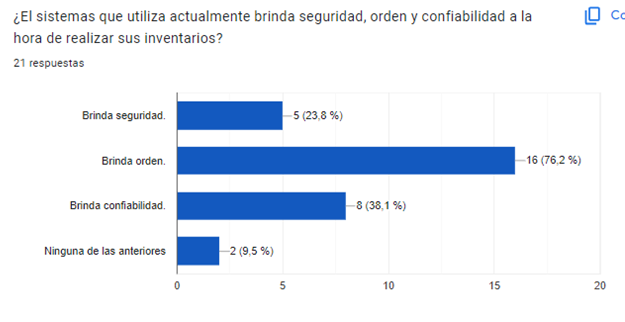 ¿El sistemas que utiliza actualmente brinda seguridad, orden y confiabilidad a la
hora de realizar sus inventarios?
Co
21 respuestas
Brinda seguridad.
5 (23,8 %)
Brinda orden.
16 (76,2 %)
Brinda confiabilidad.
8 (38,1 %)
Ninguna de las anteriores
2 (9,5 %)
0 5 10 15 20